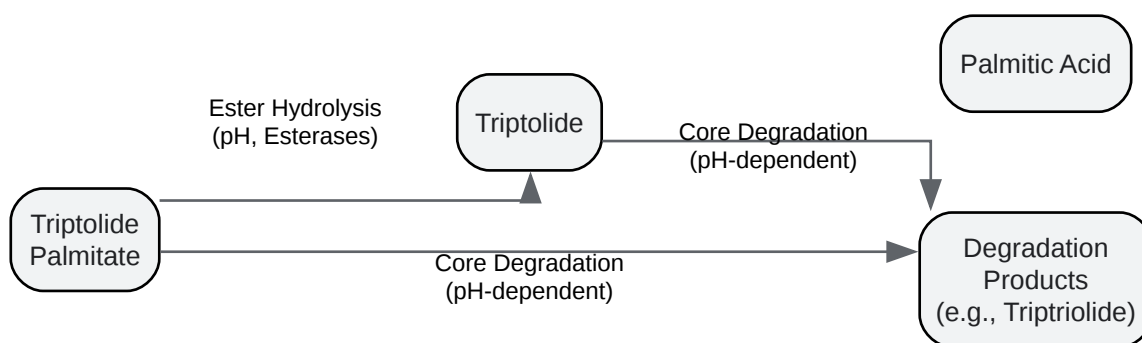 Palmitic Acid
Ester Hydrolysis
(pH, Esterases)
Triptolide
Core Degradation
(pH-dependent)
Triptolide
Palmitate
Core Degradation
(pH-dependent)
Degradation
Products
(e.g., Triptriolide)